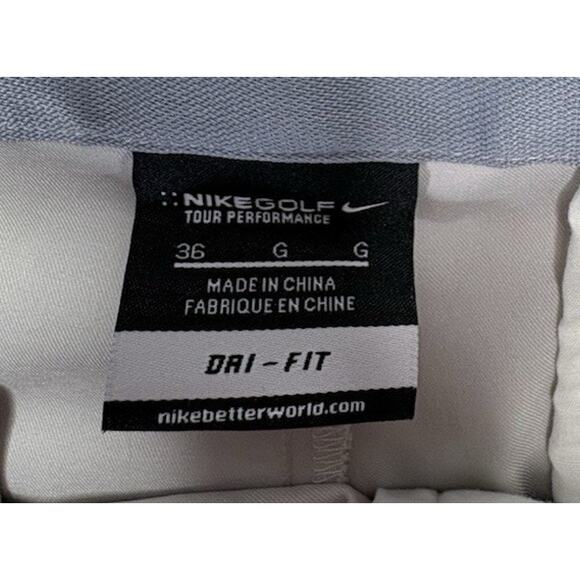 NIKEGOLF
TOUR PERFORMANCE
36 G G
MADE IN CHINA
FABRIQUE EN CHINE
DRI-FIT
nikebetterworld.com